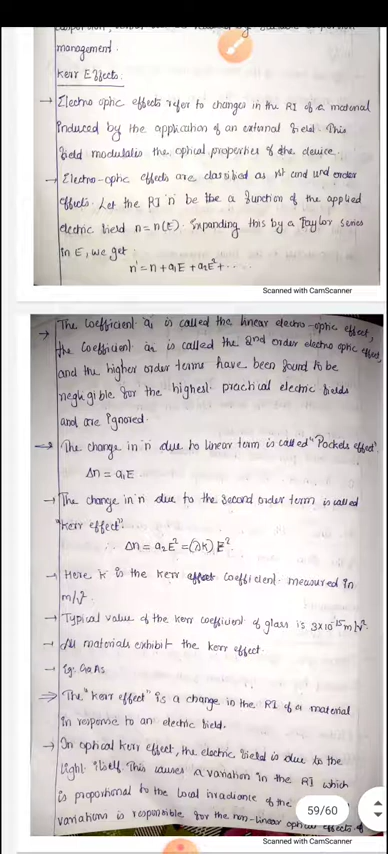 management.
Kerr Effects:
→ Electro optic effects refer to changes in the RI of a material
induced by the application of an external field. This
field modulates the optical properties of the device.
→ Electro-optic effects are classified as 1st and 2nd order
effects. Let the RI 'n' be the a function of the applied
electric field n = n(E). Expanding this by a Taylor series
in E, we get
n' = n + a₁E + a₂E² + ...
Scanned with CamScanner
→ The coefficient a₁ is called the linear electro-optic effect,
the coefficient a₂ is called the 2nd order electro optic effect,
and the higher order terms have been found to be
negligible for the highest practical electric fields
and are ignored.
→ The change in n due to linear term is called "Pockels effect".
Δn = a₁E
→ The change in 'n' due to the second order term is called
"Kerr effect"
∴ Δn = a₂E² = (λk) E²
→ Here k is the Kerr effect coefficient measured in
m/v².
→ Typical value of the Kerr coefficient of glass is 3×10⁻¹⁵ m/v².
→ All materials exhibit the Kerr effect.
→ Eg. GaAs
⇒ The "Kerr effect" is a change in the RI of a material
in response to an electric field.
→ In optical Kerr effect, the electric field is due to the
light itself. This causes a variation in the RI which
is proportional to the local irradiance of the
variations is responsible for the non-linear optical effects of
59/60
Scanned with CamScanner